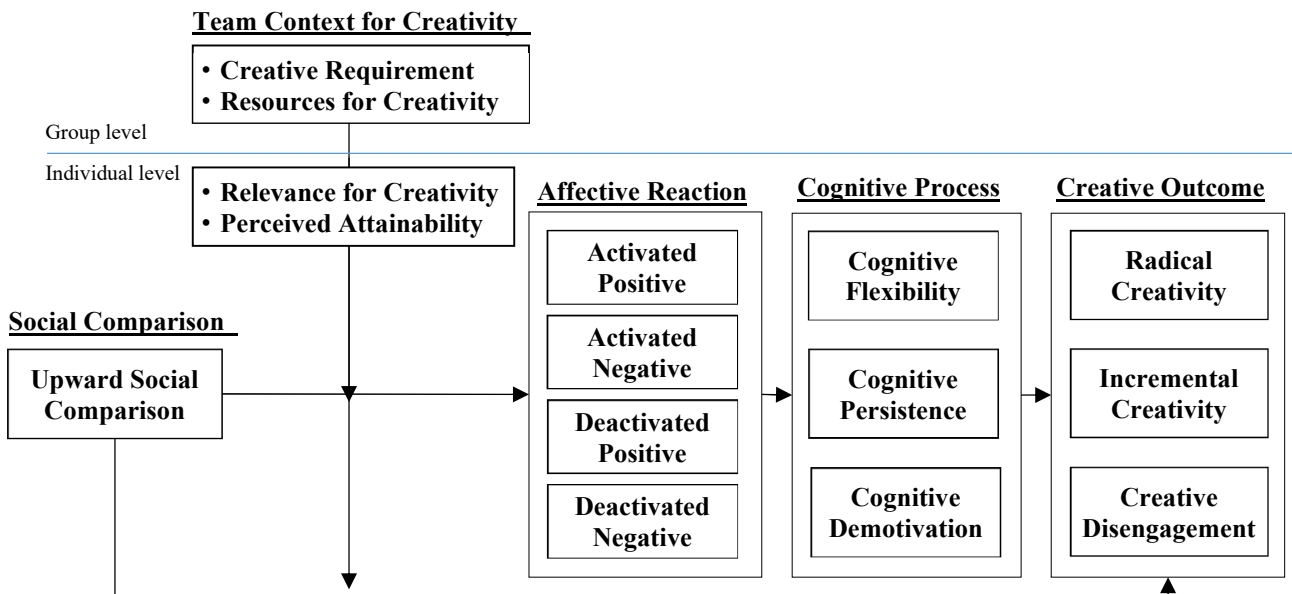 Team Context for Creativity
• Creative Requirement
• Resources for Creativity
Group level
Individual level
• Relevance for Creativity
• Perceived Attainability
Social Comparison
Upward Social
Comparison
Affective Reaction
Activated
Positive
Activated
Negative
Deactivated
Positive
Deactivated
Negative
Cognitive Process
Cognitive
Flexibility
Cognitive
Persistence
Cognitive
Demotivation
Creative Outcome
Radical
Creativity
Incremental
Creativity
Creative
Disengagement